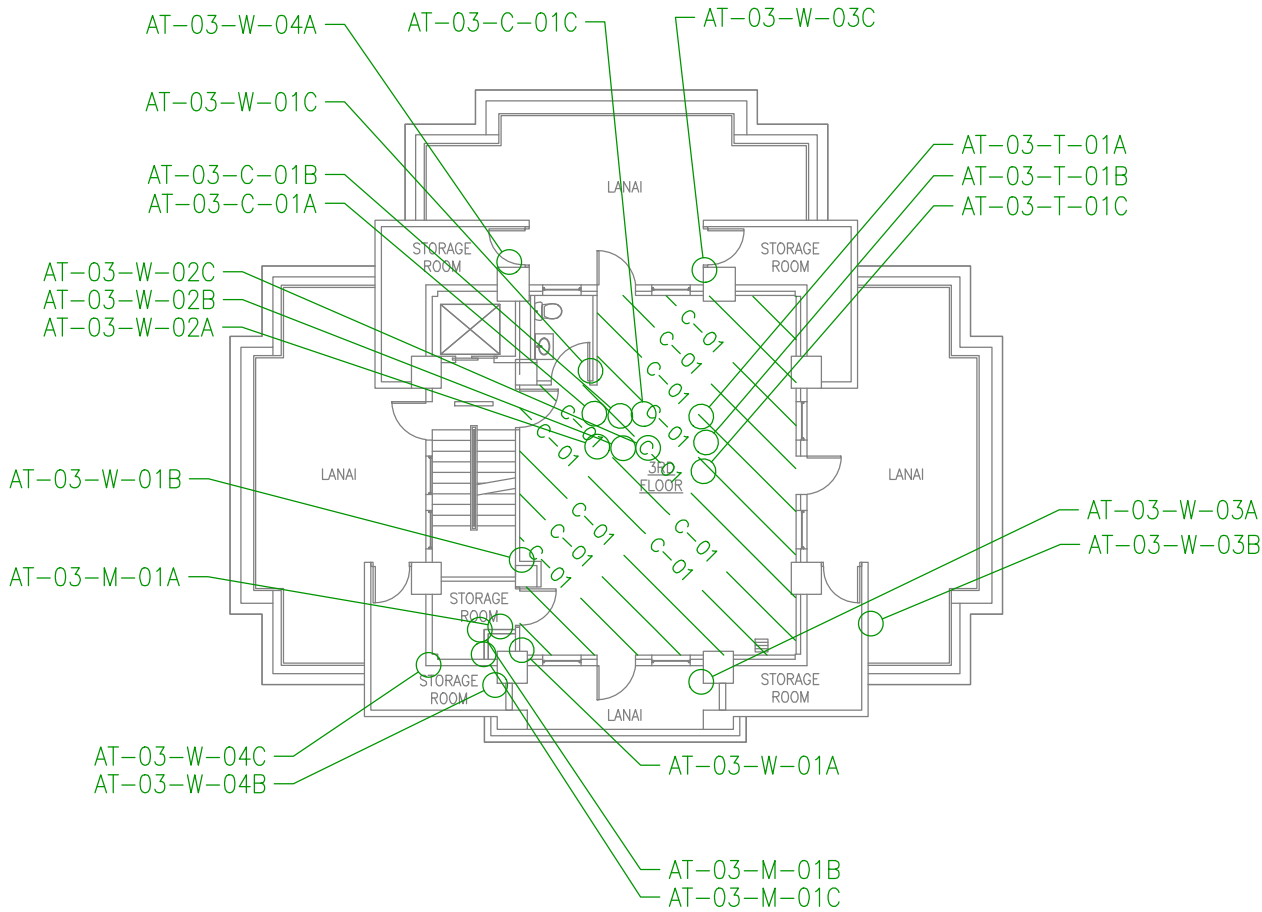 AT-03-W-04A
AT-03-C-01C
AT-03-W-03C
AT-03-W-01C
AT-03-T-01A
AT-03-C-01B
AT-03-T-01B
AT-03-C-01A
AT-03-T-01C
LANAI
STORAGE
ROOM
STORAGE
ROOM
AT-03-W-02C
AT-03-W-02B
AT-03-W-02A
C-01
C-01
C-01
C-01
C-01
C-01
C-01
3RD
FLOOR
LANAI
LANAI
AT-03-W-01B
AT-03-W-03A
AT-03-W-03B
C-01
C-01
C-01
C-01
C-01
AT-03-M-01A
STORAGE
ROOM
STORAGE
ROOM
STORAGE
ROOM
LANAI
AT-03-W-04C
AT-03-W-04B
AT-03-W-01A
AT-03-M-01B
AT-03-M-01C